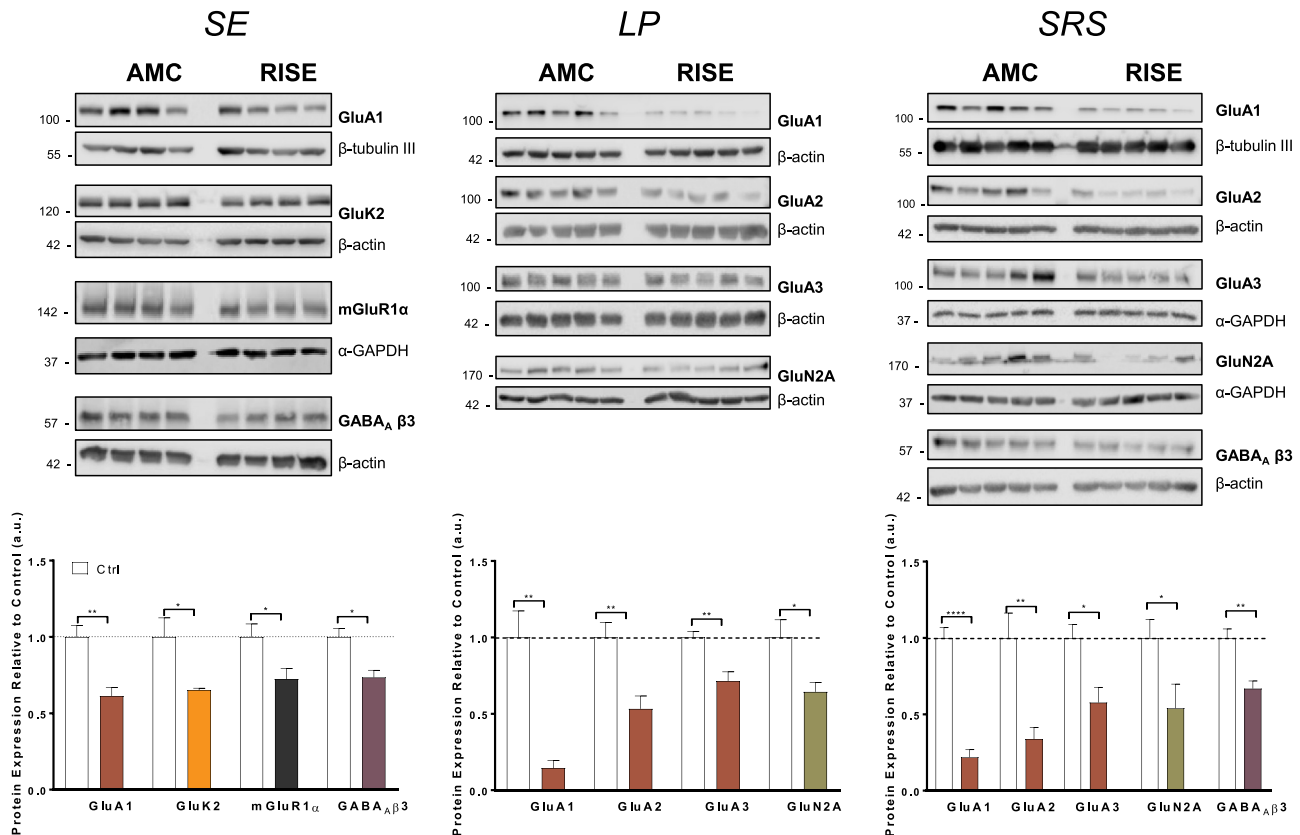 SE
AMC RISE
100 - GluA1
55 - β-tubulin III
120 - GluK2
42 - β-actin
142 - mGluR1α
37 - α-GAPDH
57 - GABAA β3
42 - β-actin
LP
AMC RISE
100 - GluA1
42 - β-actin
100 - GluA2
42 - β-actin
100 - GluA3
42 - β-actin
170 - GluN2A
42 - β-actin
SRS
AMC RISE
100 - GluA1
55 - β-tubulin III
100 - GluA2
42 - β-actin
100 - GluA3
37 - α-GAPDH
170 - GluN2A
37 - α-GAPDH
57 - GABAA β3
42 - β-actin
Protein Expression Relative to Control (a.u.)
1.5
1.0
0.5
0.0
Ctrl
** * * *
GluA1 GluK2 mGluR1α GABAAβ3
Protein Expression Relative to Control (a.u.)
1.5
1.0
0.5
0.0
** ** ** *
GluA1 GluA2 GluA3 GluN2A
Protein Expression Relative to Control (a.u.)
1.5
1.0
0.5
0.0
**** ** * * **
GluA1 GluA2 GluA3 GluN2A GABAAβ3